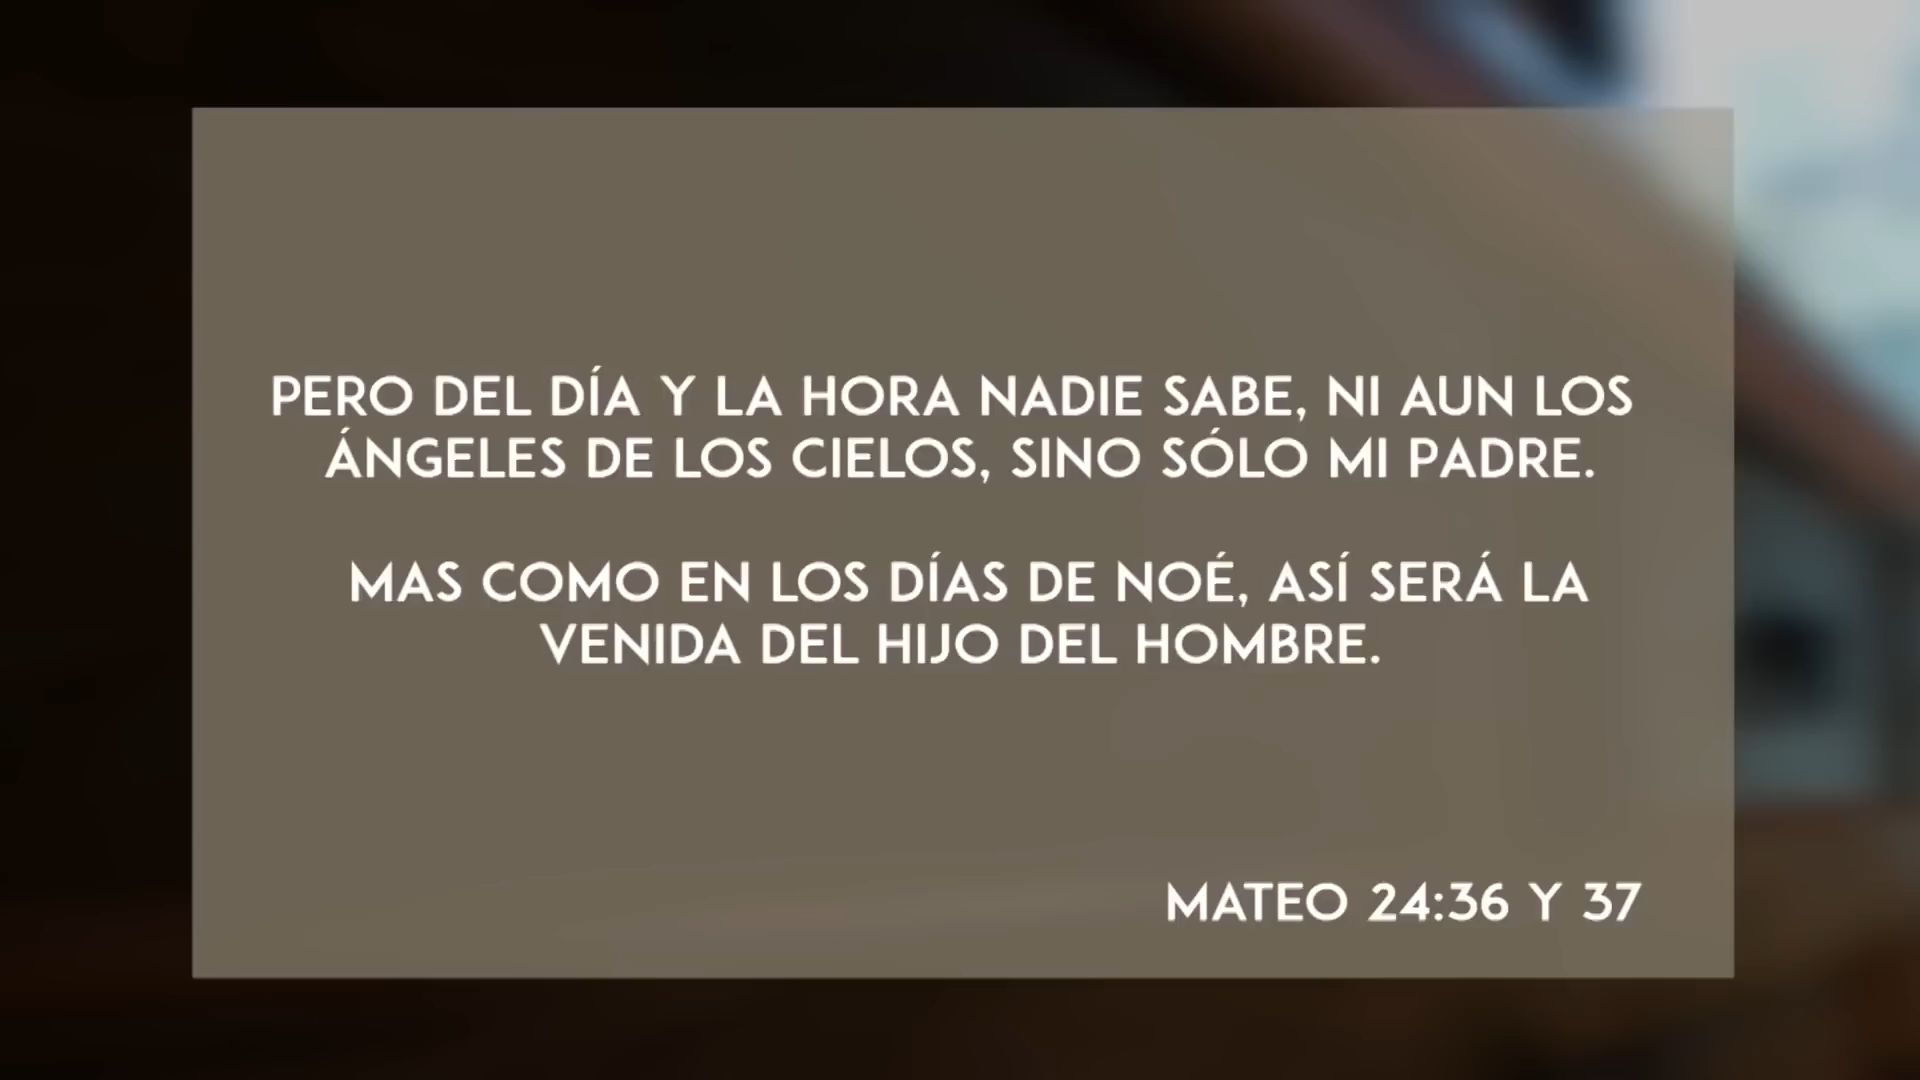 PERO DEL DÍA Y LA HORA NADIE SABE, NI AUN LOS
ÁNGELES DE LOS CIELOS, SINO SÓLO MI PADRE.
MAS COMO EN LOS DÍAS DE NOÉ, ASÍ SERÁ LA
VENIDA DEL HIJO DEL HOMBRE.
MATEO 24:36 Y 37